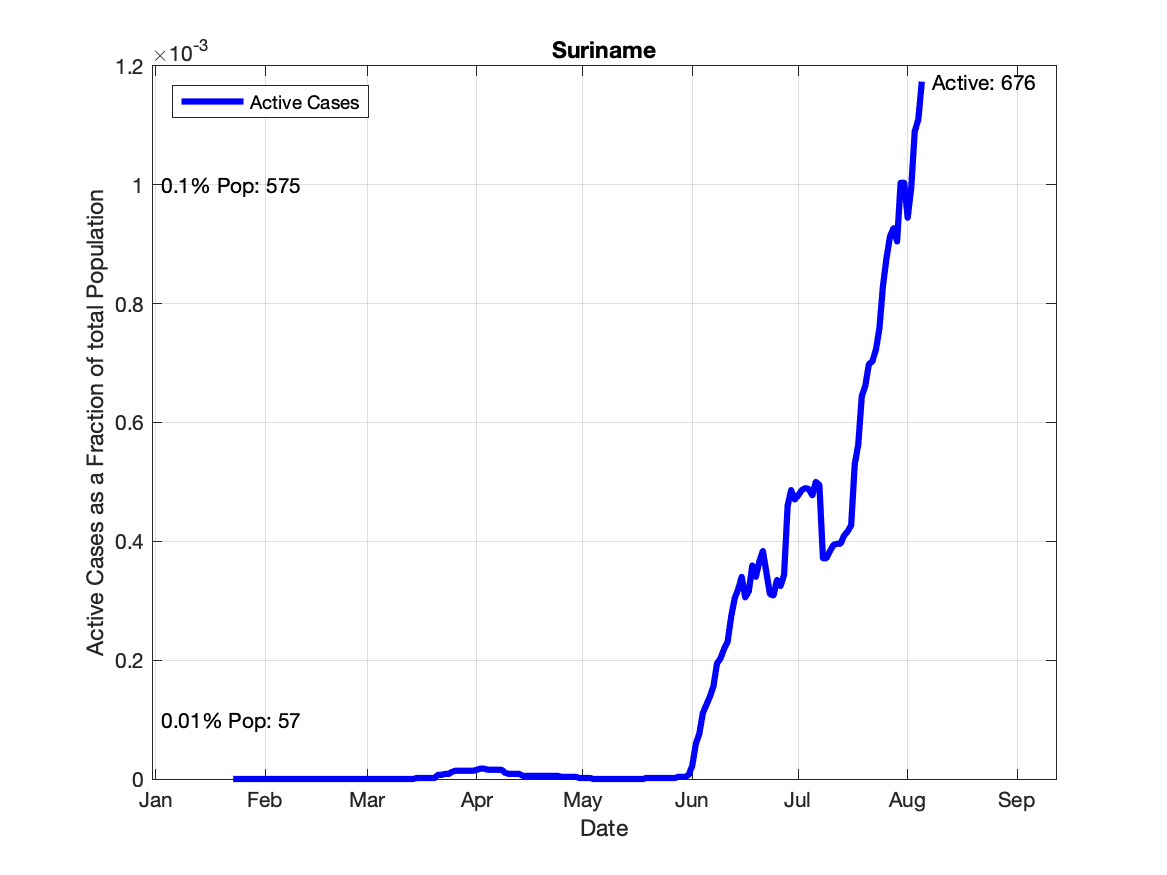 Suriname
×10-3
1.2
1
0.8
0.6
0.4
0.2
0
Active Cases as a Fraction of total Population
Active Cases
Active: 676
0.1% Pop: 575
0.01% Pop: 57
Jan Feb Mar Apr May Jun Jul Aug Sep
Date